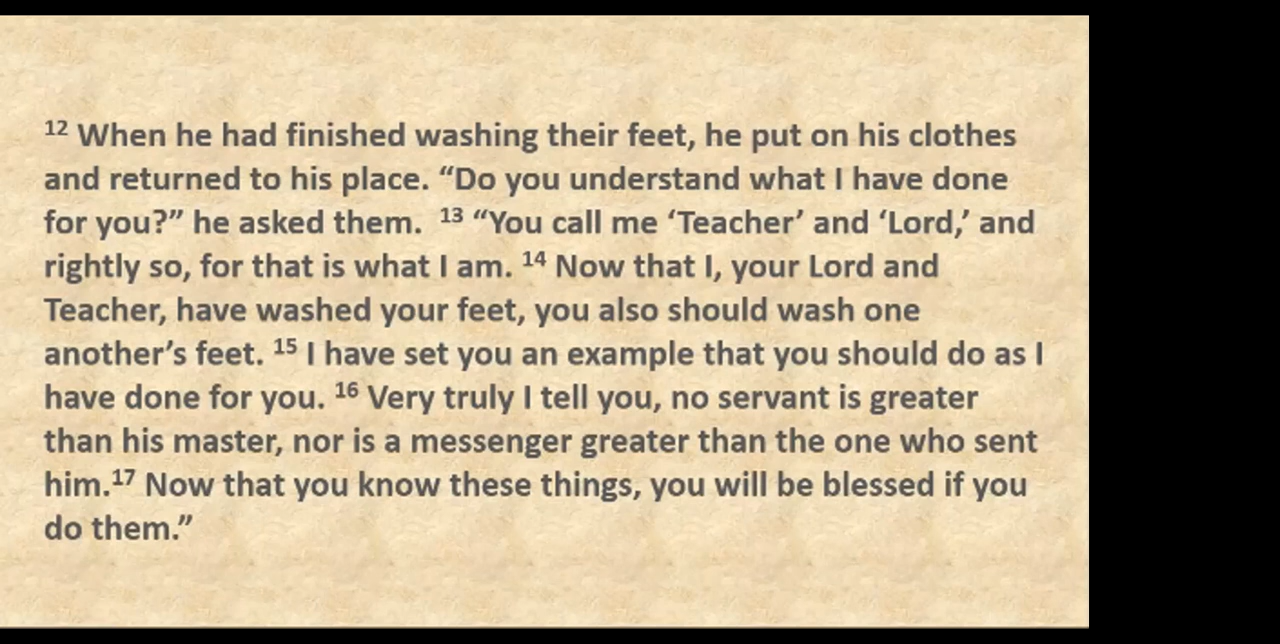 12 When he had finished washing their feet, he put on his clothes
and returned to his place. “Do you understand what I have done
for you?” he asked them.  13 “You call me ‘Teacher’ and ‘Lord,’ and
rightly so, for that is what I am. 14 Now that I, your Lord and
Teacher, have washed your feet, you also should wash one
another’s feet. 15 I have set you an example that you should do as I
have done for you. 16 Very truly I tell you, no servant is greater
than his master, nor is a messenger greater than the one who sent
him.17 Now that you know these things, you will be blessed if you
do them.”